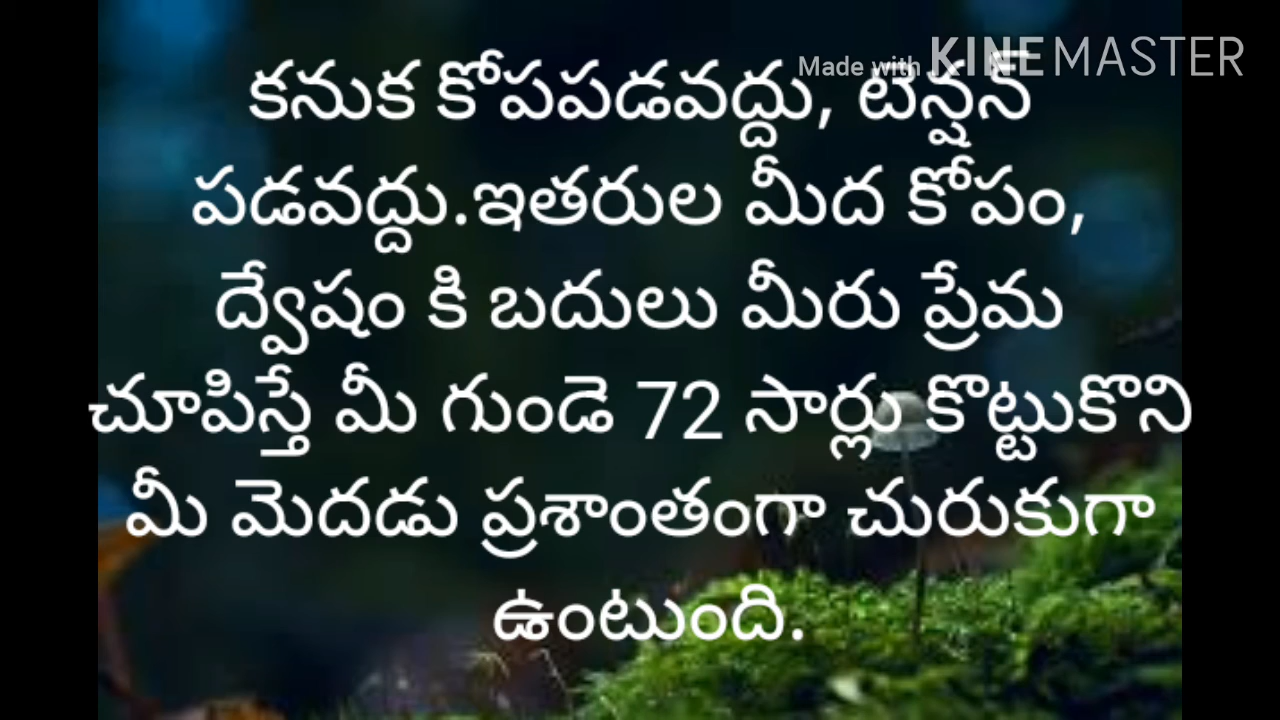 Made with KINEMASTER
కనుక కోపపడవద్దు, టెన్షన్
పడవద్దు.ఇతరుల మీద కోపం,
ద్వేషం కి బదులు మీరు ప్రేమ
చూపిస్తే మీ గుండె 72 సార్లు కొట్టుకొని
మీ మెదడు ప్రశాంతంగా చురుకుగా
ఉంటుంది.